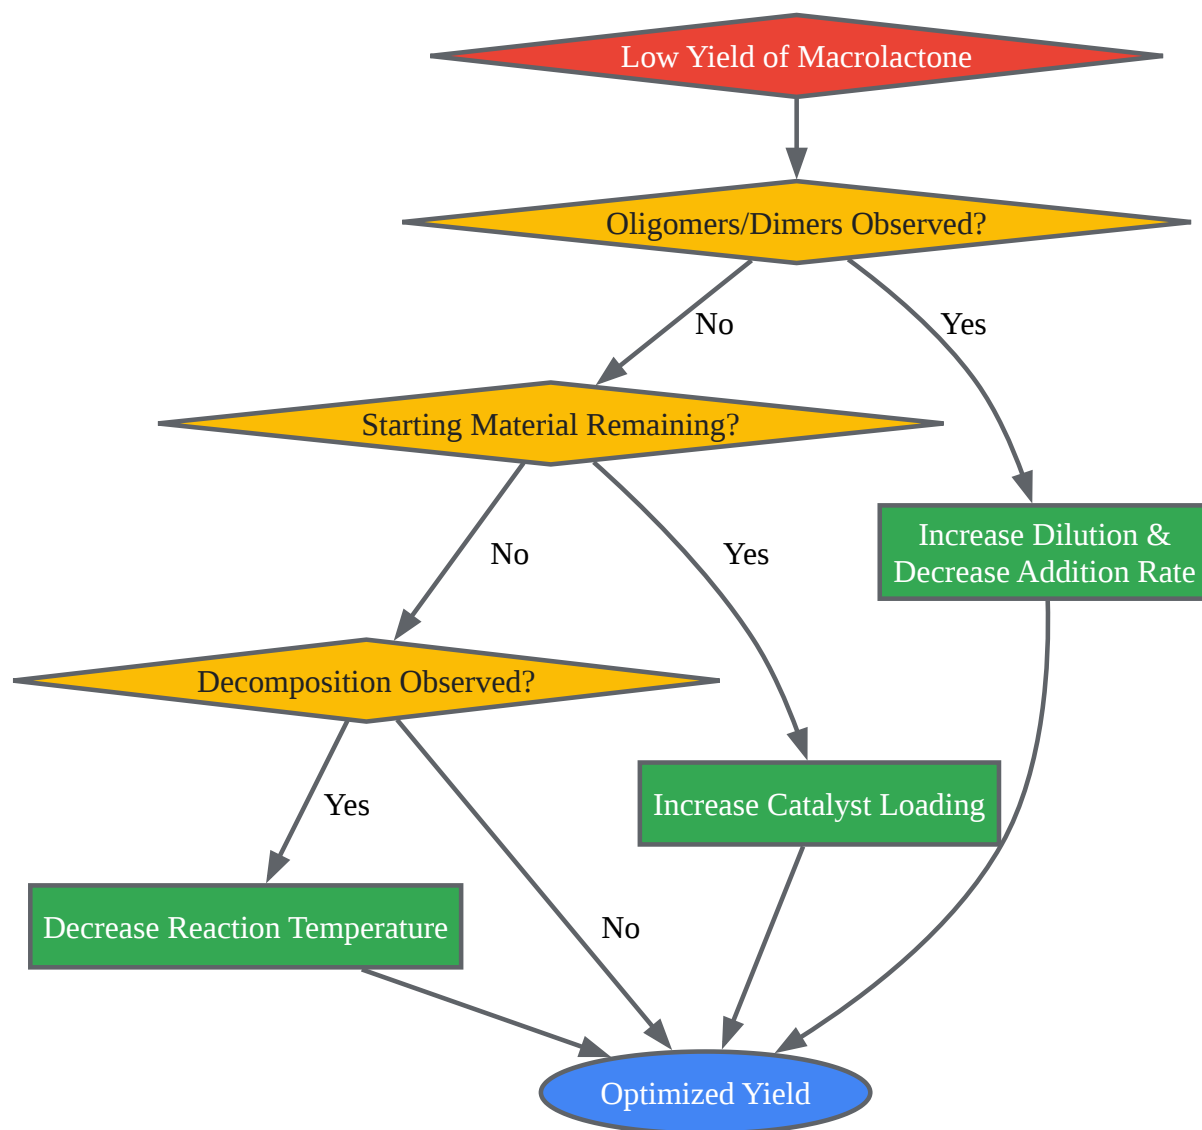 Low Yield of Macrolactone
Oligomers/Dimers Observed?
No
Yes
Starting Material Remaining?
Increase Dilution &
Decrease Addition Rate
No
Yes
Decomposition Observed?
Yes
Increase Catalyst Loading
Decrease Reaction Temperature
No
Optimized Yield